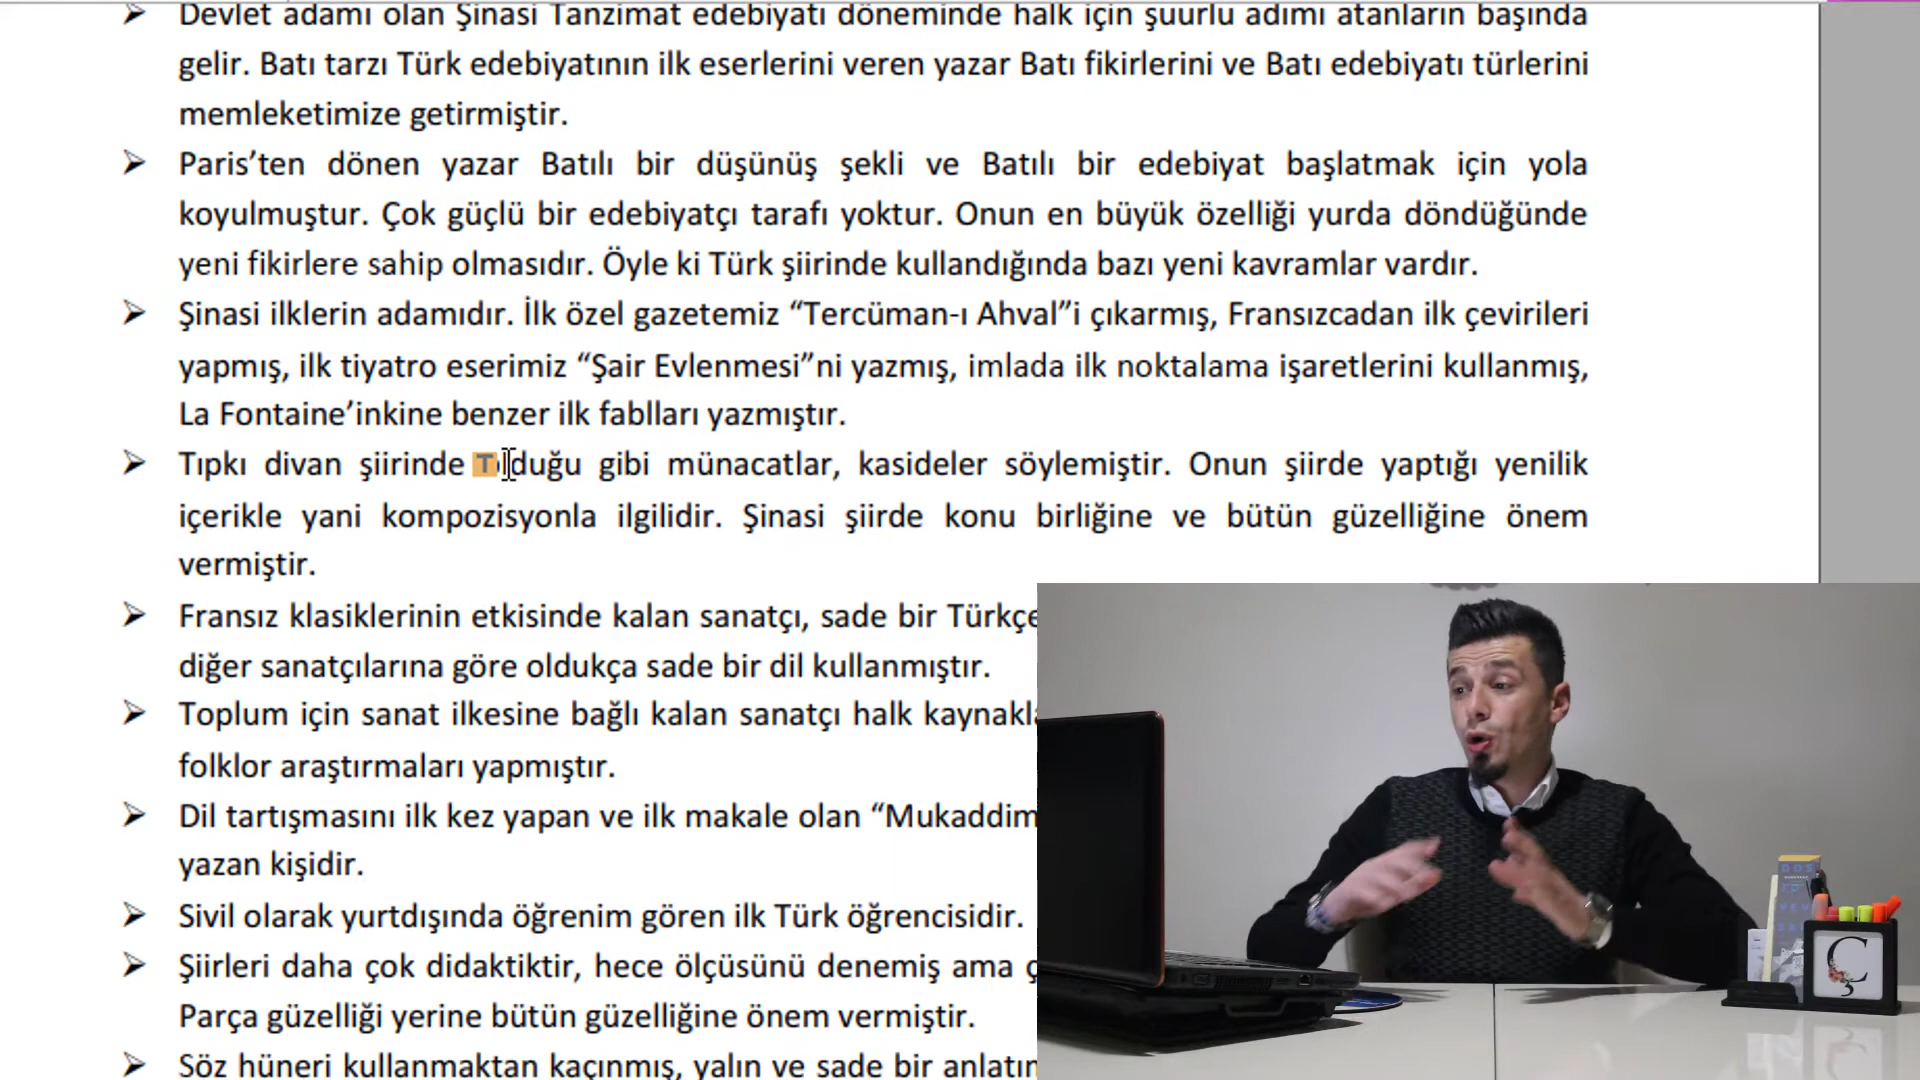 Devlet adamı olan Şinasi Tanzimat edebiyatı döneminde halk için şuurlu adımı atanların başında
gelir. Batı tarzı Türk edebiyatının ilk eserlerini veren yazar Batı fikirlerini ve Batı edebiyatı türlerini
memleketimize getirmiştir.
Paris’ten dönen yazar Batılı bir düşünüş şekli ve Batılı bir edebiyat başlatmak için yola
koyulmuştur. Çok güçlü bir edebiyatçı tarafı yoktur. Onun en büyük özelliği yurda döndüğünde
yeni fikirlere sahip olmasıdır. Öyle ki Türk şiirinde kullandığında bazı yeni kavramlar vardır.
Şinasi ilklerin adamıdır. İlk özel gazetemiz “Tercüman-ı Ahval”i çıkarmış, Fransızcadan ilk çevirileri
yapmış, ilk tiyatro eserimiz “Şair Evlenmesi”ni yazmış, imlada ilk noktalama işaretlerini kullanmış,
La Fontaine’inkine benzer ilk fablları yazmıştır.
Tıpkı divan şiirinde T olduğu gibi münacatlar, kasideler söylemiştir. Onun şiirde yaptığı yenilik
içerikle yani kompozisyonla ilgilidir. Şinasi şiirde konu birliğine ve bütün güzelliğine önem
vermiştir.
Fransız klasiklerinin etkisinde kalan sanatçı, sade bir Türkçe
diğer sanatçılarına göre oldukça sade bir dil kullanmıştır.
Toplum için sanat ilkesine bağlı kalan sanatçı halk
folklor araştırmaları yapmıştır.
Dil tartışmasını ilk kez yapan ve ilk makale olan “Mukaddim
yazan kişidir.
Sivil olarak yurtdışında öğrenim gören ilk Türk öğrencisidir.
Şiirleri daha çok didaktiktir, hece ölçüsünü denemiş ama
Parça güzelliği yerine bütün güzelliğine önem vermiştir.
Söz hüneri kullanmaktan kaçınmış, yalın ve sade bir
Ç